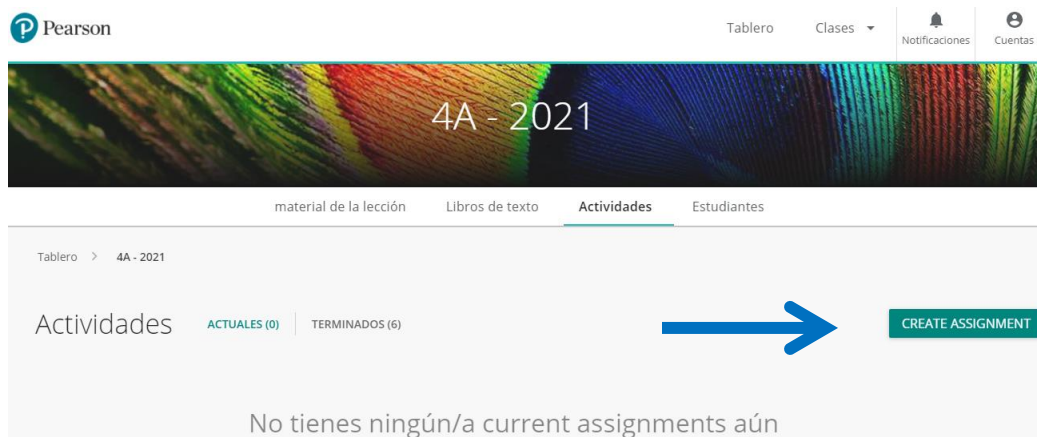 Pearson
Tablero Clases
Notificaciones Cuentas
4A - 2021
material de la lección Libros de texto Actividades Estudiantes
Tablero > 4A - 2021
Actividades ACTUALES (0) TERMINADOS (6)
CREATE ASSIGNMENT
No tienes ningún/a current assignments aún